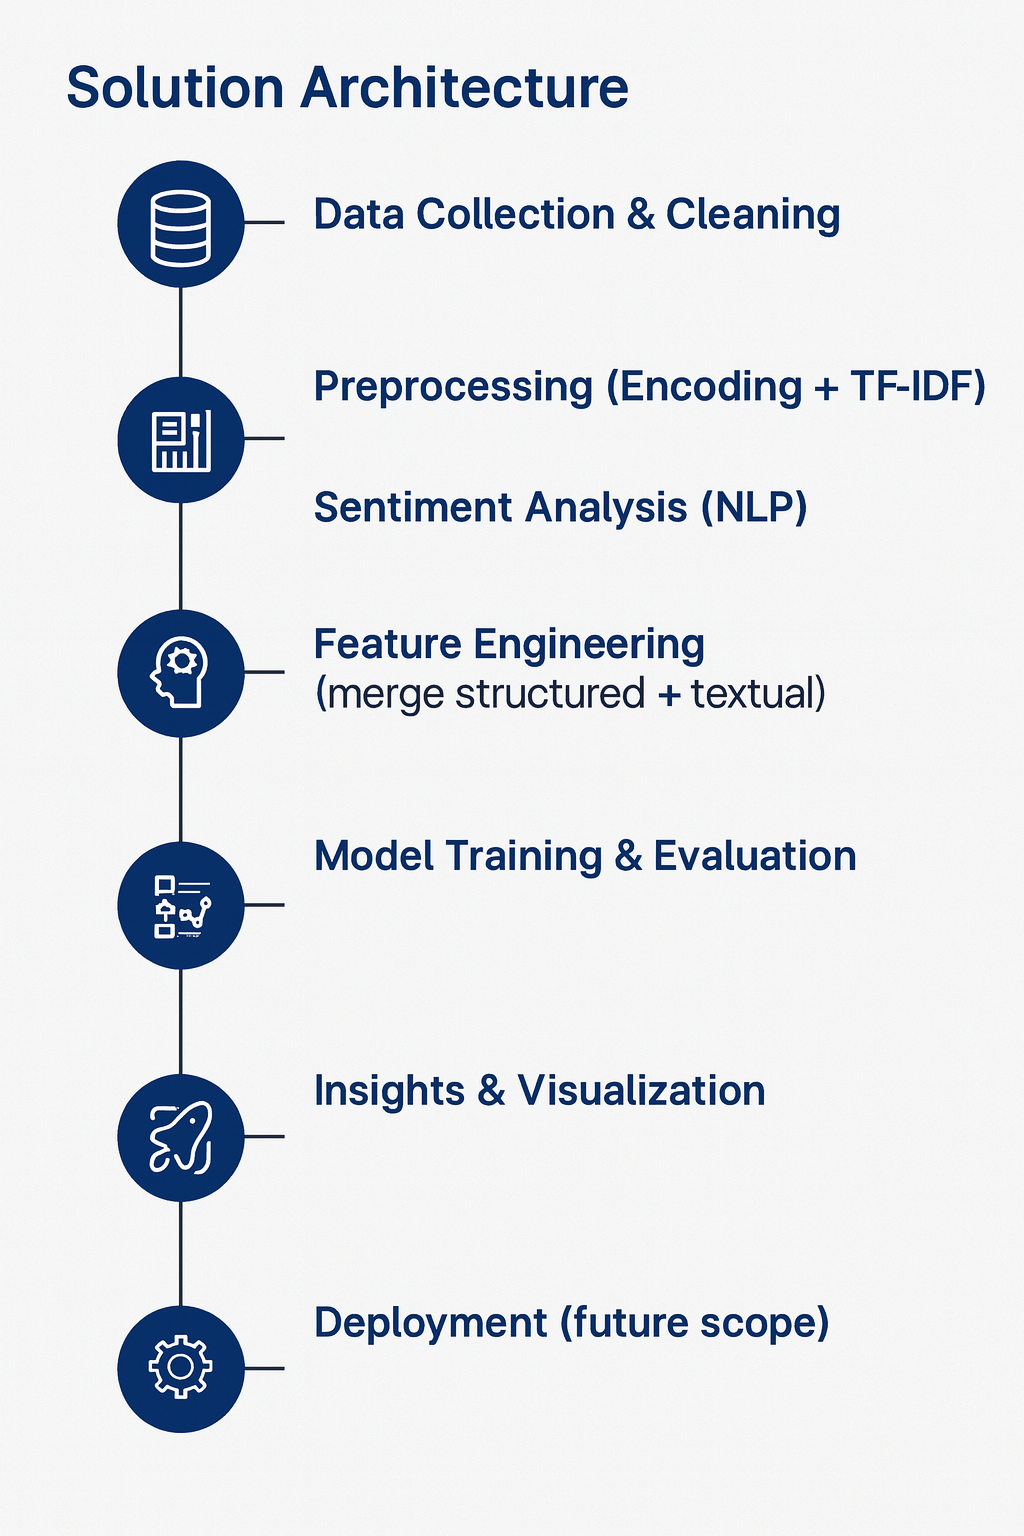 Solution Architecture
Data Collection & Cleaning
Preprocessing (Encoding + TF-IDF)
Sentiment Analysis (NLP)
Feature Engineering
(merge structured + textual)
Model Training & Evaluation
Insights & Visualization
Deployment (future scope)